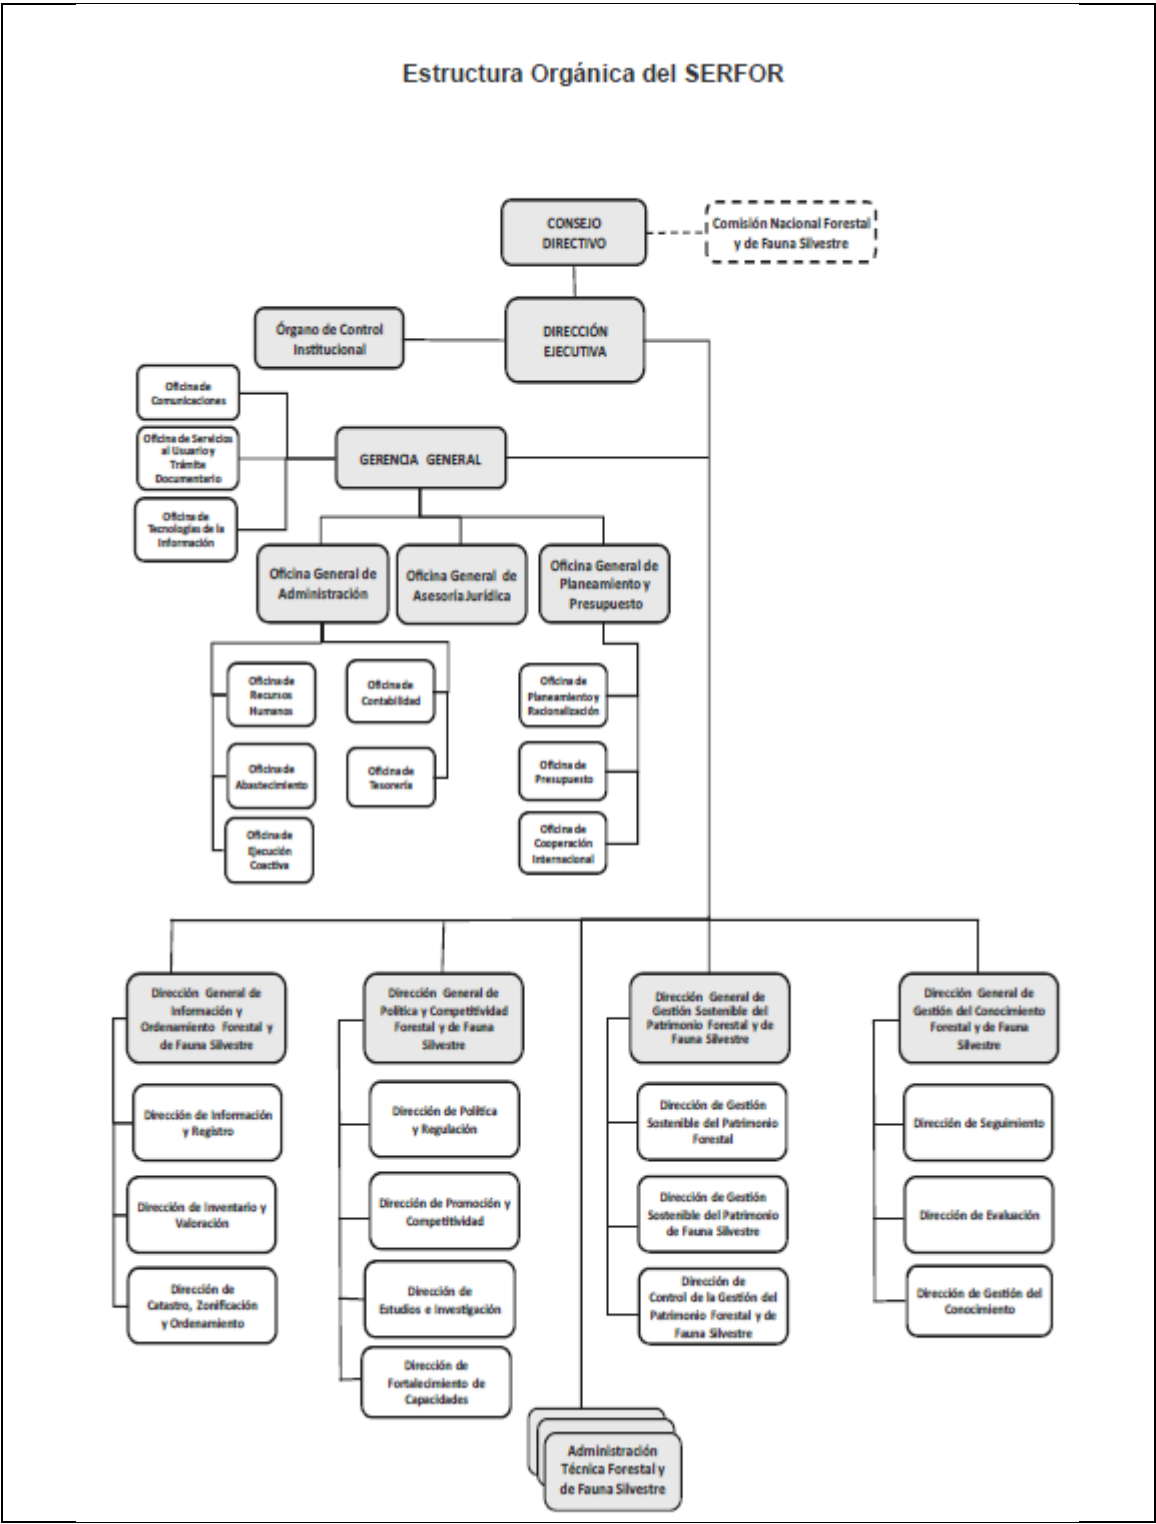 Estructura Orgánica del SERFOR
CONSEJO
DIRECTIVO
Comisión Nacional Forestal
y de Fauna Silvestre
Órgano de Control
Institucional
DIRECCIÓN
EJECUTIVA
Oficina de
Comunicaciones
Oficina de Servicios
al Usuario y
Trámite
Documentario
Oficina de
Tecnologías de la
Información
GERENCIA GENERAL
Oficina General de
Administración
Oficina General de
Asesoría Jurídica
Oficina General de
Planeamiento y
Presupuesto
Oficina de
Recursos
Humanos
Oficina de
Contabilidad
Oficina de
Planeamiento y
Racionalización
Oficina de
Abastecimiento
Oficina de
Tesorería
Oficina de
Presupuesto
Oficina de
Ejecución
Coactiva
Oficina de
Cooperación
Internacional
Dirección General de
Información y
Ordenamiento Forestal y
de Fauna Silvestre
Dirección de Información
y Registro
Dirección de Inventario y
Valoración
Dirección de
Catastro, Zonificación
y Ordenamiento
Dirección General de
Política y Competitividad
Forestal y de Fauna
Silvestre
Dirección de Política
y Regulación
Dirección de Promoción y
Competitividad
Dirección de
Estudios e Investigación
Dirección de
Fortalecimiento de
Capacidades
Dirección General de
Gestión Sostenible del
Patrimonio Forestal y de
Fauna Silvestre
Dirección de Gestión
Sostenible del Patrimonio
Forestal
Dirección de Gestión
Sostenible del Patrimonio
de Fauna Silvestre
Dirección de
Control de la Gestión del
Patrimonio Forestal y de
Fauna Silvestre
Dirección General de
Gestión del Conocimiento
Forestal y de Fauna
Silvestre
Dirección de Seguimiento
Dirección de Evaluación
Dirección de Gestión del
Conocimiento
Administración
Técnica Forestal y
de Fauna Silvestre